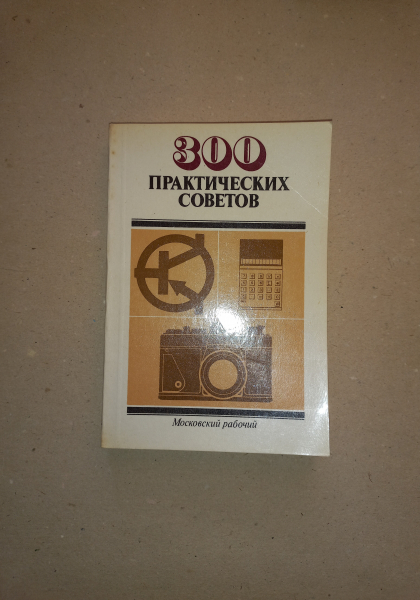 300
ПРАКТИЧЕСКИХ
СОВЕТОВ
Московский рабочий